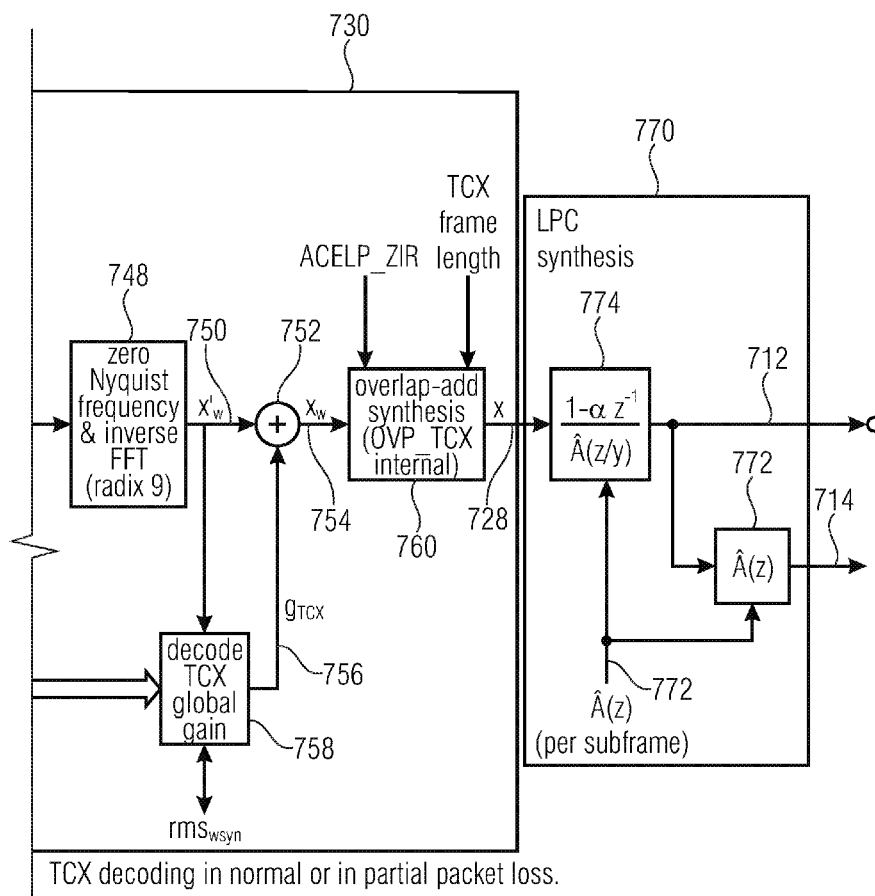 730
770
TCX
frame
length
ACELP_ZIR
LPC
synthesis
748
750
752
774
712
zero
Nyquist
frequency
& inverse
FFT
(radix 9)
x'w
+
xw
overlap-add
synthesis
(OVP_TCX
internal)
x
1-α z⁻¹
Â(z/y)
754
760
728
772
714
Â(z)
gTCX
756
decode
TCX
global
gain
758
772
Â(z)
(per subframe)
rmswsyn
TCX decoding in normal or in partial packet loss.